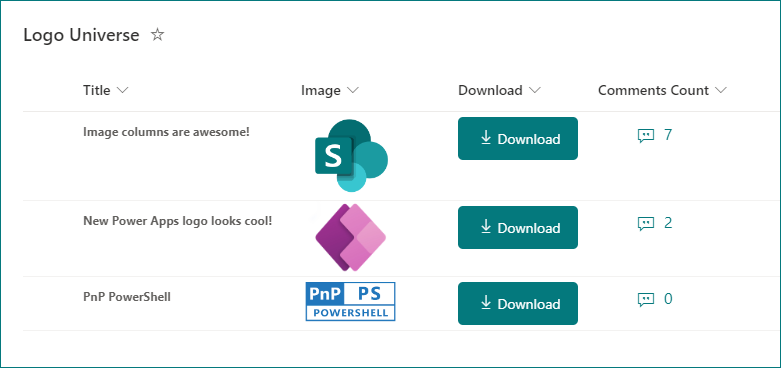 Logo Universe
Title Image Download Comments Count
Image columns are awesome! S Download 7
New Power Apps logo looks cool! Download 2
PnP PowerShell PnP PS Download 0
POWERSHELL